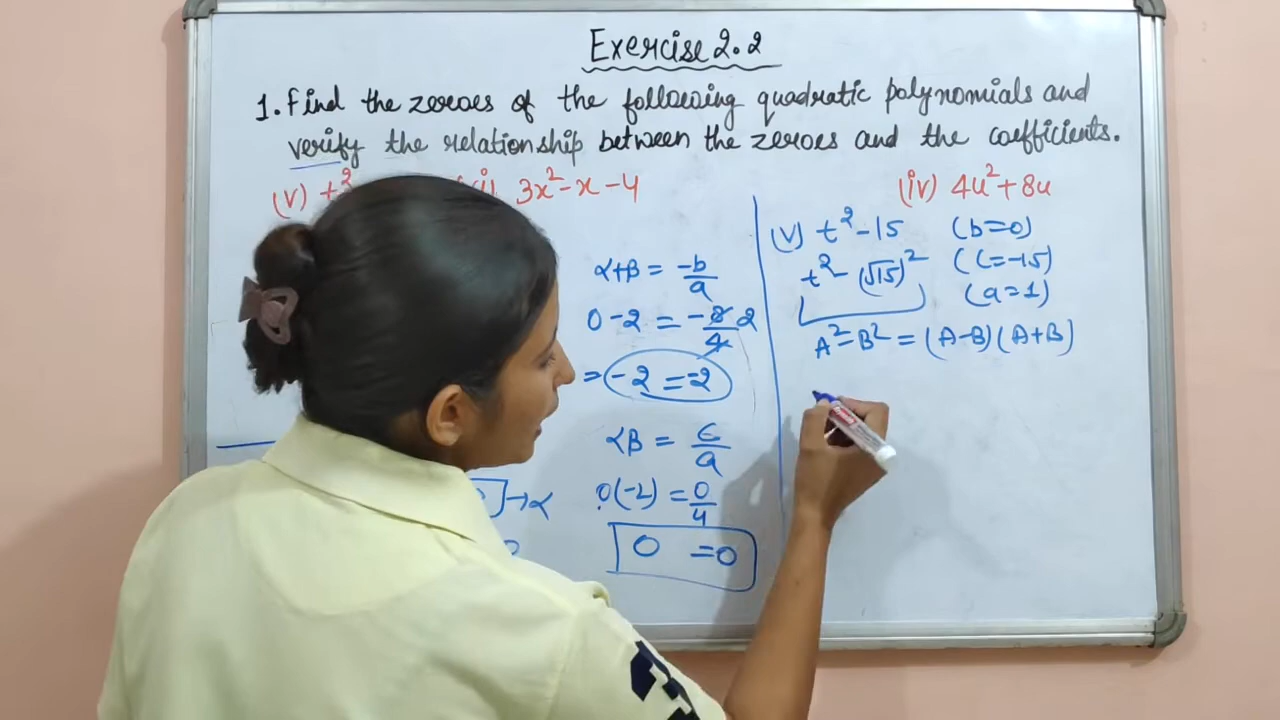 Exercise 2.2
1. Find the zeroes of the following quadratic polynomials and
verify the relationship between the zeroes and the coefficients.
(v) t²
3x²-x-4
(iv) 4u²+8u
α+β = -b/a
0-2 = -8/4 2
= -2 = -2
αβ = c/a
0(-2) = 0/4
0 = 0
→α
(v) t²-15 (b=0)
t²-(√15)² (c=-15)
(a=1)
A²-B² = (A-B)(A+B)